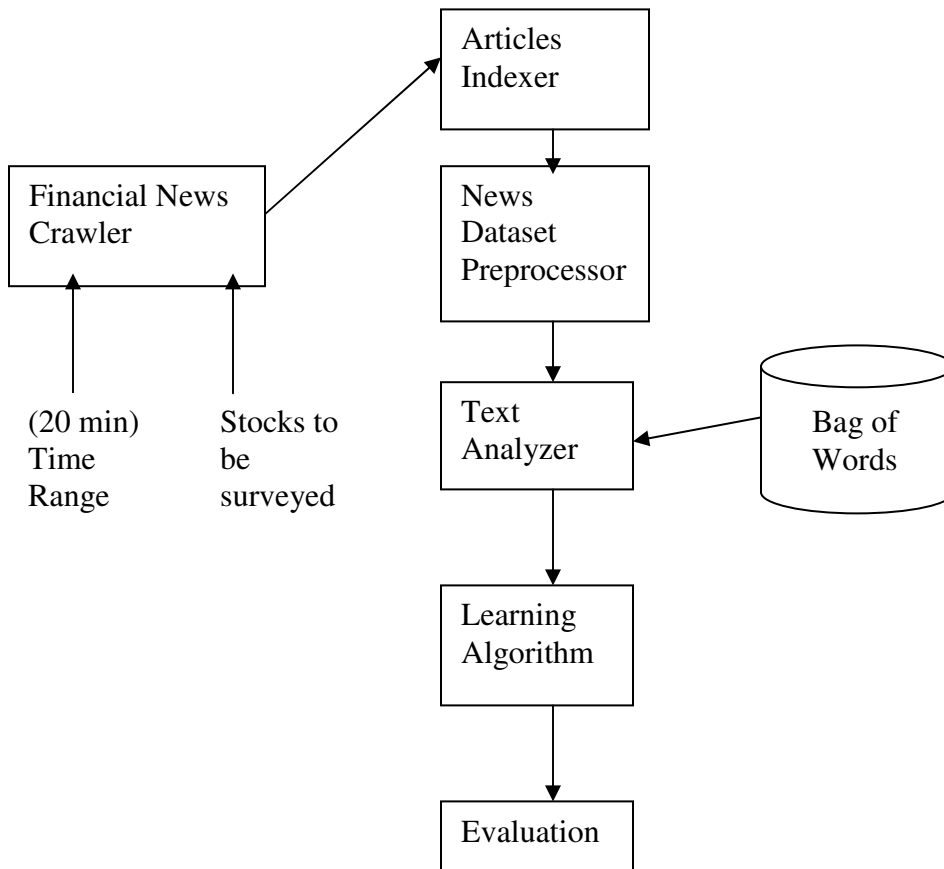 Articles
Indexer
Financial News
Crawler
News
Dataset
Preprocessor
(20 min)
Time
Range
Stocks to
be
surveyed
Text
Analyzer
Bag of
Words
Learning
Algorithm
Evaluation